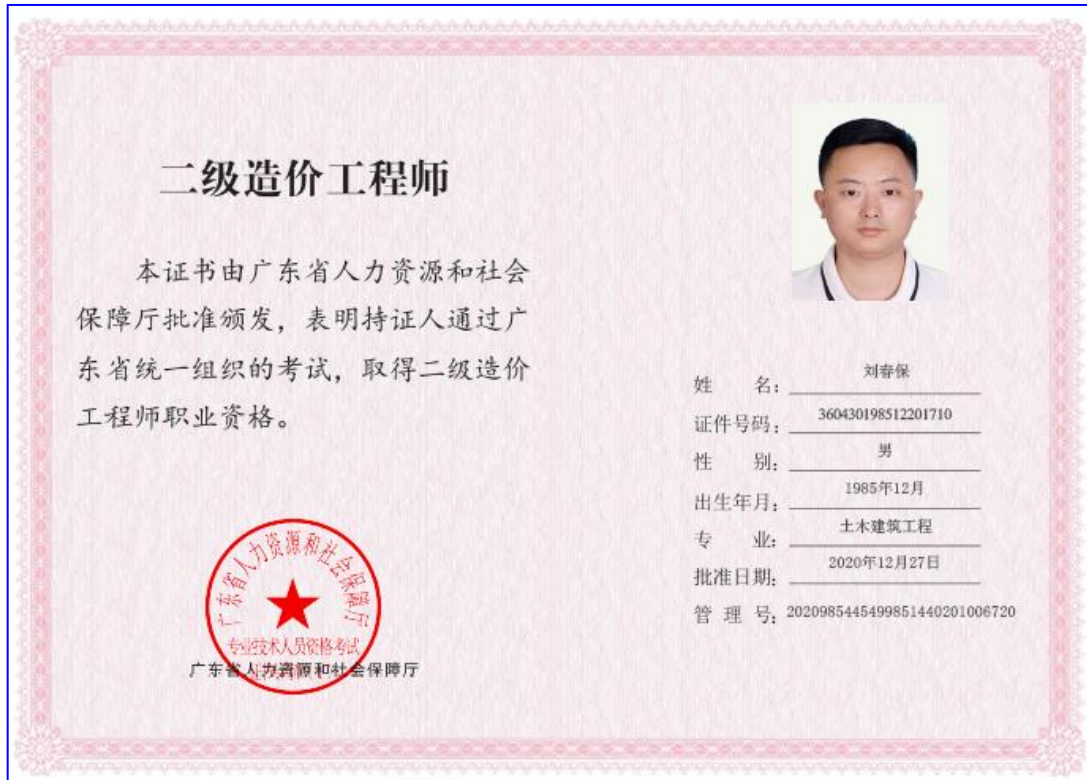 二级造价工程师
本证书由广东省人力资源和社会
保障厅批准颁发，表明持证人通过广
东省统一组织的考试，取得二级造价
工程师职业资格。
广东省人力资源和社会保障厅
专业技术人员资格考试
广东省人力资源和社会保障厅
姓 名：刘春保
证件号码：360430198512201710
性 别：男
出生年月：1985年12月
专 业：土木建筑工程
批准日期：2020年12月27日
管 理 号：2020985445499851440201006720